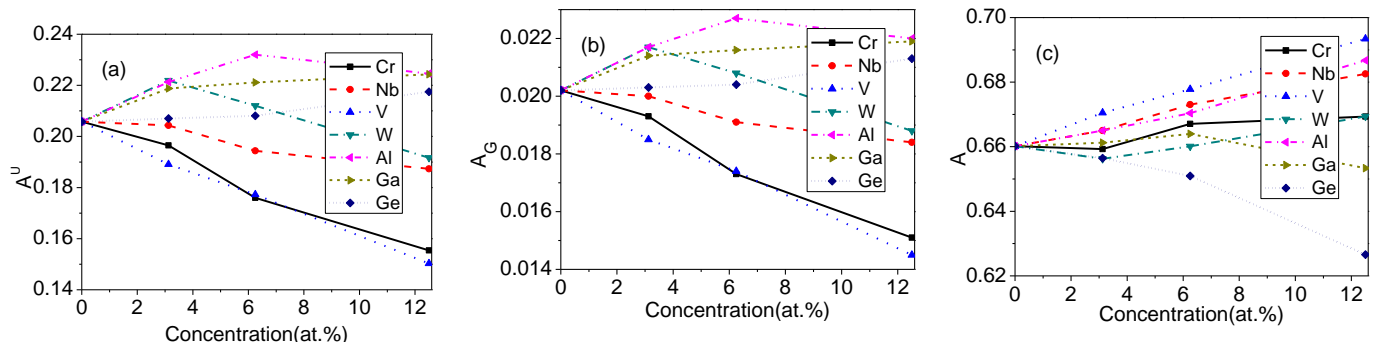 (a)
0.24
0.22
0.20
0.18
0.16
0.14
A^U
0 2 4 6 8 10 12
Concentration(at.%)
Cr
Nb
V
W
Al
Ga
Ge
(b)
0.022
0.020
0.018
0.016
0.014
A_G
0 2 4 6 8 10 12
Concentration(at.%)
Cr
Nb
V
W
Al
Ga
Ge
(c)
0.70
0.68
0.66
0.64
0.62
A
0 2 4 6 8 10 12
Concentration(at.%)
Cr
Nb
V
W
Al
Ga
Ge